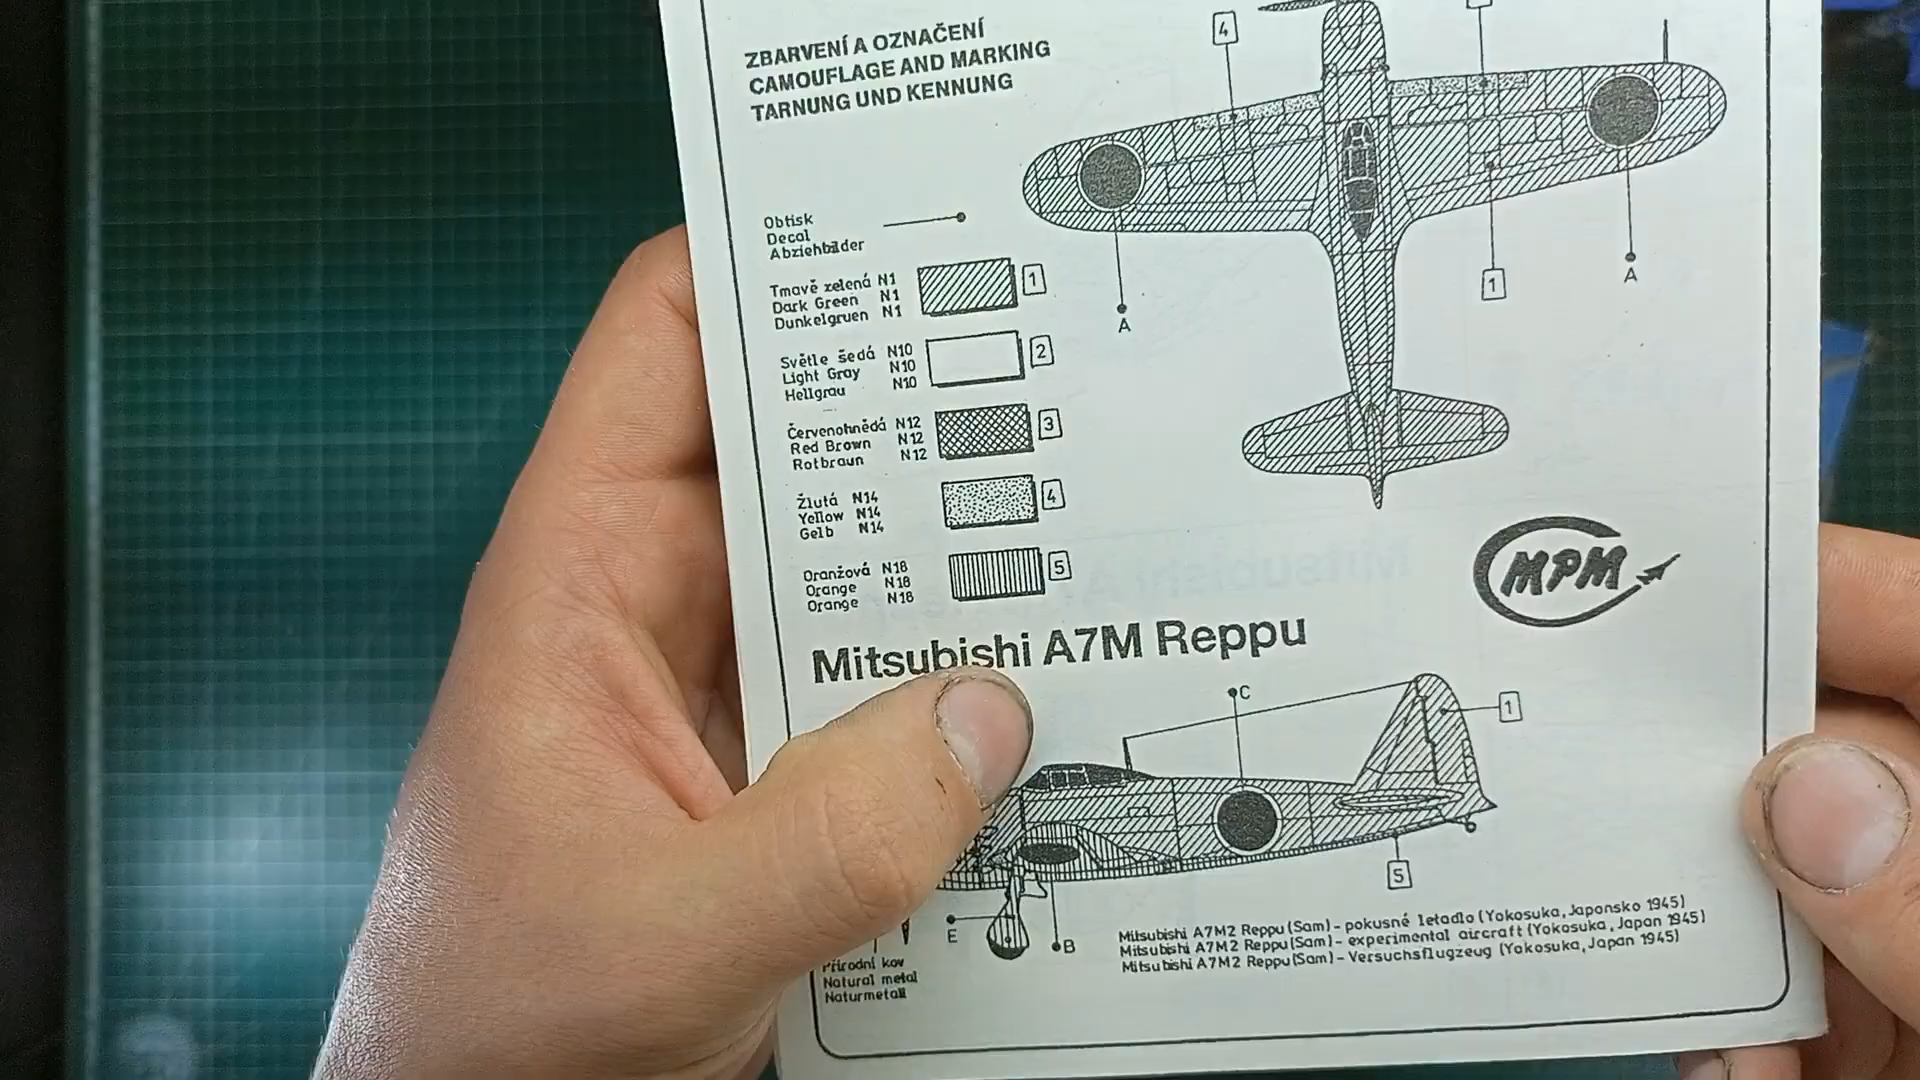 ZBARVENÍ A OZNAČENÍ
CAMOUFLAGE AND MARKING
TARNUNG UND KENNUNG
4
Obtisk
Decal
Abziehbilder
Tmavě zelená N1
Dark Green N1
Dunkelgruen N1
1
Světle šedá N10
Light Gray N10
Hellgrau N10
2
Červenohnědá N12
Red Brown N12
Rotbraun N12
3
Žlutá N14
Yellow N14
Gelb N14
4
Oranžová N18
Orange N18
Orange N18
5
A
1
A
MPM
Mitsubishi A7M Reppu
C
1
5
E
B
Přírodní kov
Natural metal
Naturmetall
Mitsubishi A7M2 Reppu (Sam) - pokusné letadlo (Yokosuka, Japonsko 1945)
Mitsubishi A7M2 Reppu (Sam) - experimental aircraft (Yokosuka, Japan 1945)
Mitsubishi A7M2 Reppu (Sam) - Versuchsflugzeug (Yokosuka, Japan 1945)